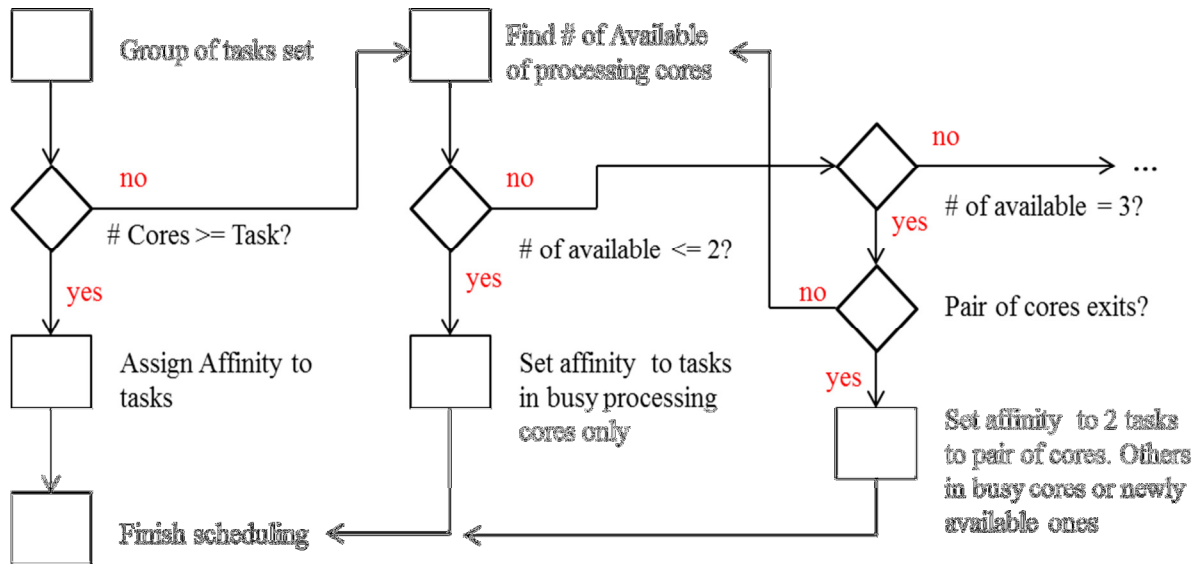 Group of tasks set
no
# Cores >= Task?
yes
Assign Affinity to
tasks
Finish scheduling
Find # of Available
of processing cores
no
# of available <= 2?
yes
Set affinity to tasks
in busy processing
cores only
no
...
# of available = 3?
yes
no
Pair of cores exits?
yes
Set affinity to 2 tasks
to pair of cores. Others
in busy cores or newly
available ones